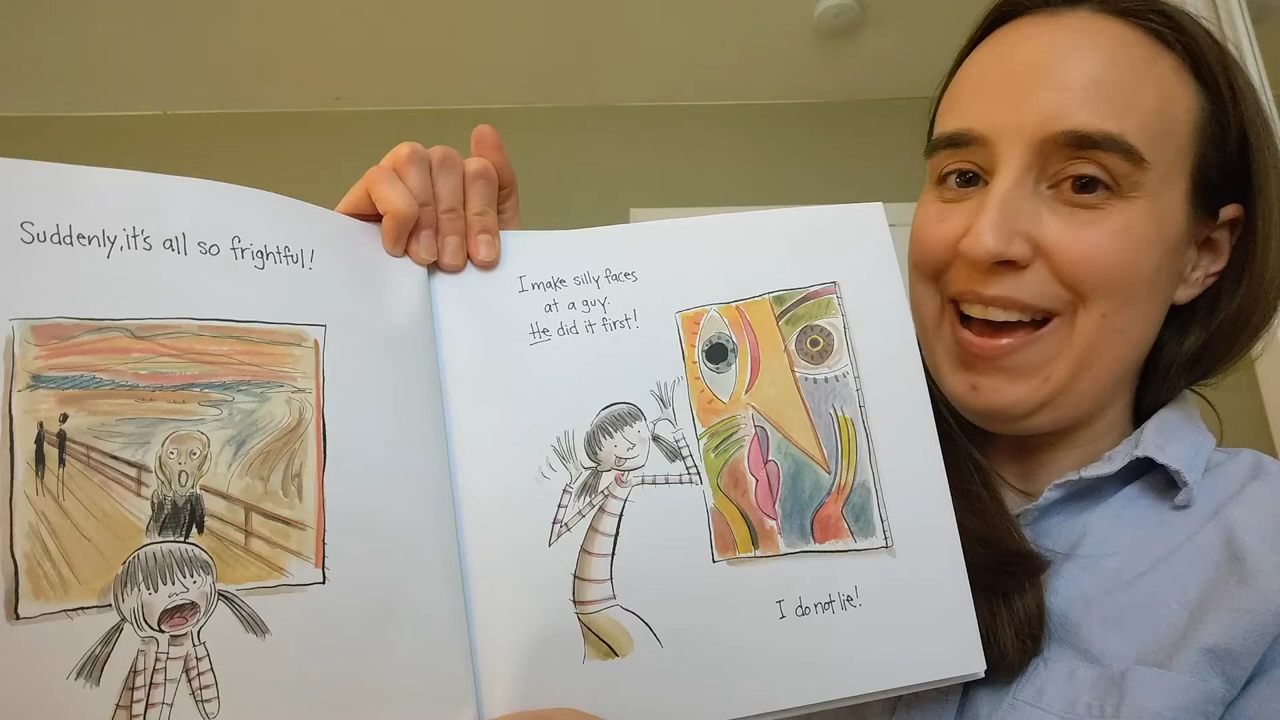 Suddenly, it's all so frightful!
I make silly faces
at a guy.
He did it first!
I do not lie!